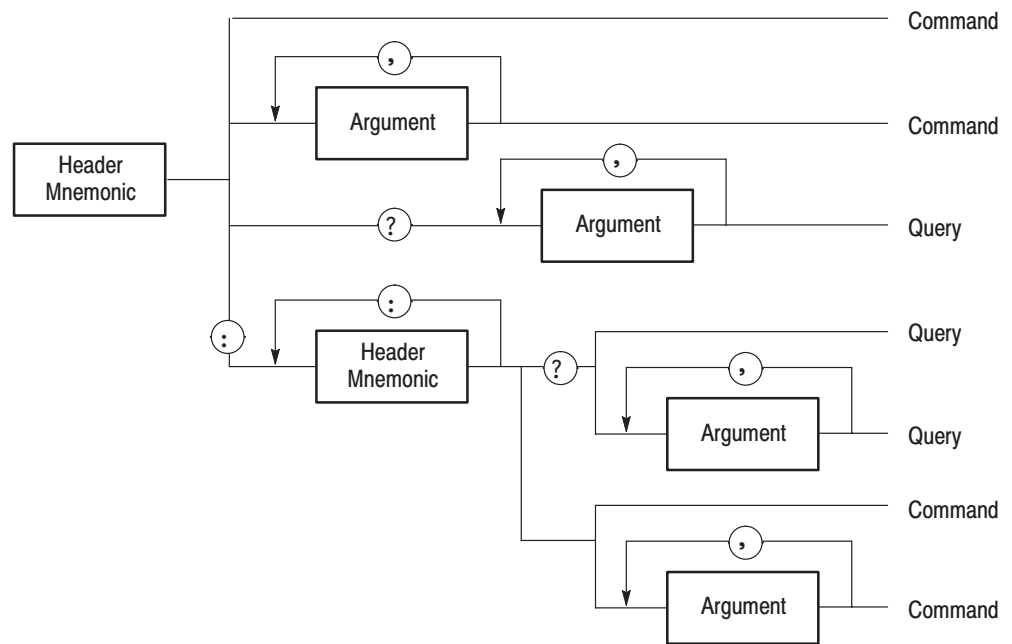 Command
,
Argument
Command
Header
Mnemonic
,
?
Argument
Query
:
:
Header
Mnemonic
?
Query
,
Argument
Query
Command
,
Argument
Command